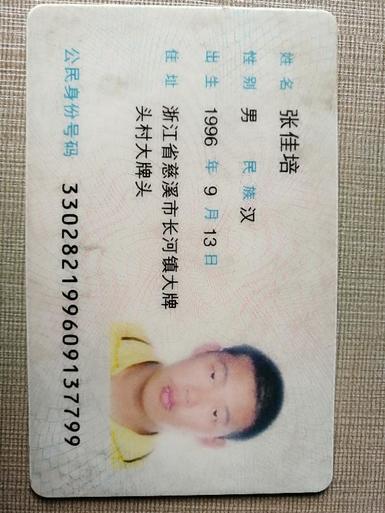 姓名 张佳培
性别 男 民族 汉
出生 1996 年 9 月 13 日
住址 浙江省慈溪市长河镇大牌
头村大牌头
公民身份号码 330282199609137799